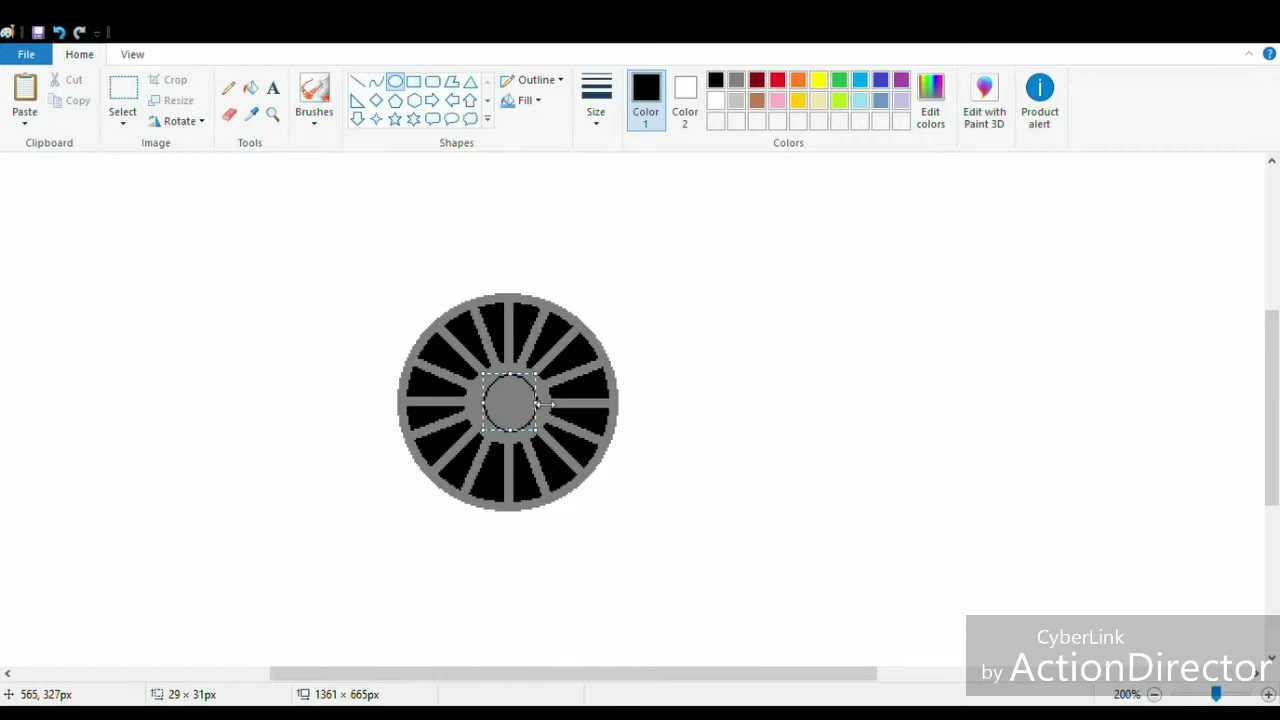 File Home View
Paste
Cut
Copy
Clipboard
Select
Crop
Resize
Rotate
Image
A
Tools
Brushes
Shapes
Outline
Fill
Size
Color
1
Color
2
Edit
colors
Colors
Edit with
Paint 3D
Product
alert
CyberLink
by ActionDirector
565, 327px
29 × 31px
1361 × 665px
200%